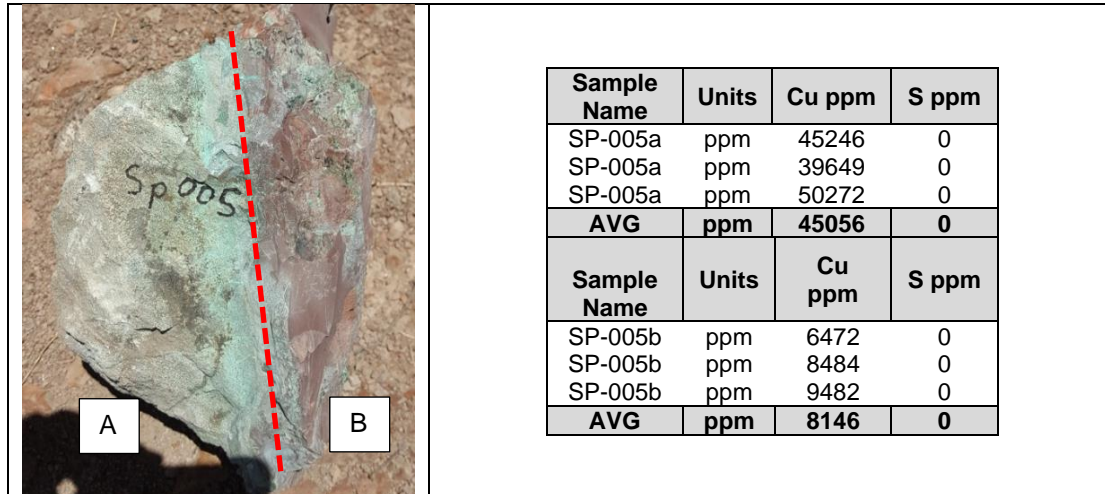 Sp 005
A
B
Sample Name Units Cu ppm S ppm
SP-005a ppm 45246 0
SP-005a ppm 39649 0
SP-005a ppm 50272 0
AVG ppm 45056 0
Sample Name Units Cu ppm S ppm
SP-005b ppm 6472 0
SP-005b ppm 8484 0
SP-005b ppm 9482 0
AVG ppm 8146 0